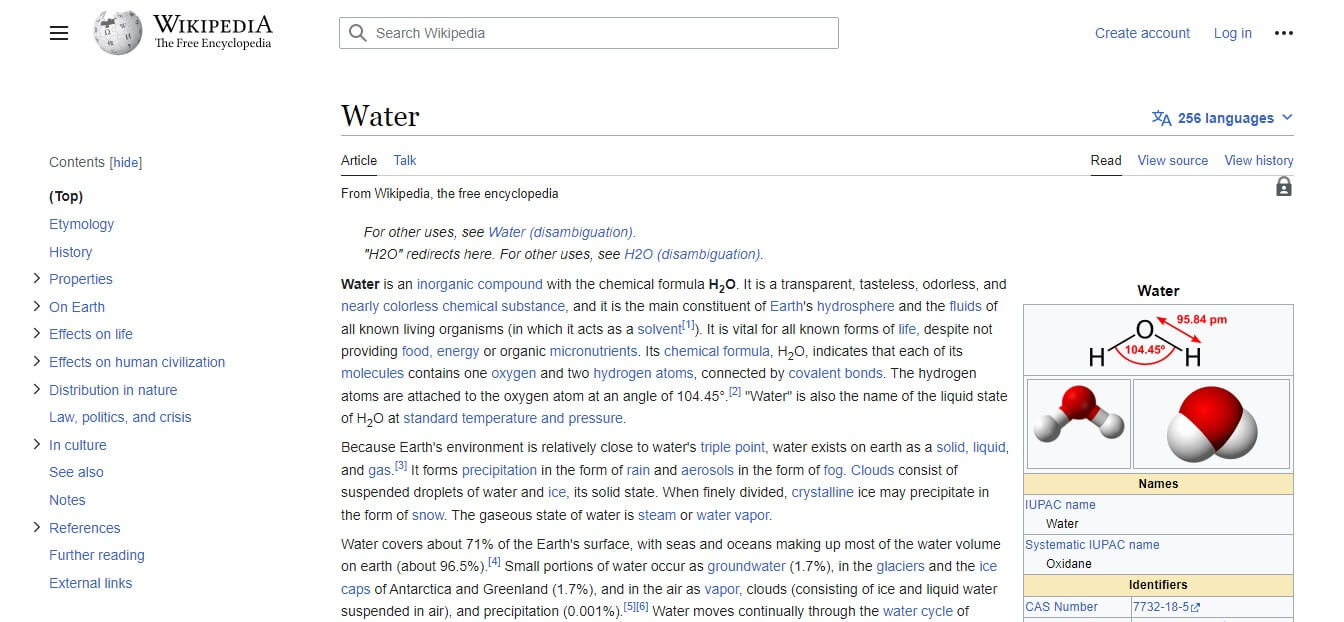 WIKIPEDIA
The Free Encyclopedia
Search Wikipedia
Create account
Log in
Water
256 languages
Article
Talk
Read
View source
View history
From Wikipedia, the free encyclopedia
Contents [hide]
(Top)
Etymology
History
Properties
On Earth
Effects on life
Effects on human civilization
Distribution in nature
Law, politics, and crisis
In culture
See also
Notes
References
Further reading
External links
For other uses, see Water (disambiguation).
"H2O" redirects here. For other uses, see H2O (disambiguation).
Water is an inorganic compound with the chemical formula H2O. It is a transparent, tasteless, odorless, and
nearly colorless chemical substance, and it is the main constituent of Earth's hydrosphere and the fluids of
all known living organisms (in which it acts as a solvent[1]). It is vital for all known forms of life, despite not
providing food, energy or organic micronutrients. Its chemical formula, H2O, indicates that each of its
molecules contains one oxygen and two hydrogen atoms, connected by covalent bonds. The hydrogen
atoms are attached to the oxygen atom at an angle of 104.45°.[2] "Water" is also the name of the liquid state
of H2O at standard temperature and pressure.
Because Earth's environment is relatively close to water's triple point, water exists on earth as a solid, liquid,
and gas.[3] It forms precipitation in the form of rain and aerosols in the form of fog. Clouds consist of
suspended droplets of water and ice, its solid state. When finely divided, crystalline ice may precipitate in
the form of snow. The gaseous state of water is steam or water vapor.
Water covers about 71% of the Earth's surface, with seas and oceans making up most of the water volume
on earth (about 96.5%).[4] Small portions of water occur as groundwater (1.7%), in the glaciers and the ice
caps of Antarctica and Greenland (1.7%), and in the air as vapor, clouds (consisting of ice and liquid water
suspended in air), and precipitation (0.001%).[5][6] Water moves continually through the water cycle of
Water
95.84 pm
O
104.45°
H
H
Names
IUPAC name
Water
Systematic IUPAC name
Oxidane
Identifiers
CAS Number
7732-18-5